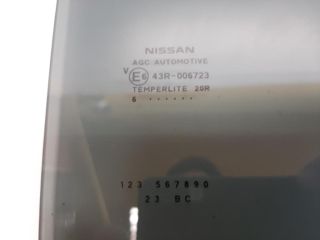 NISSAN
AGC AUTOMOTIVE
V E6 43R-006723
TEMPERLITE 20R
6 ......
123 567890
23 BC